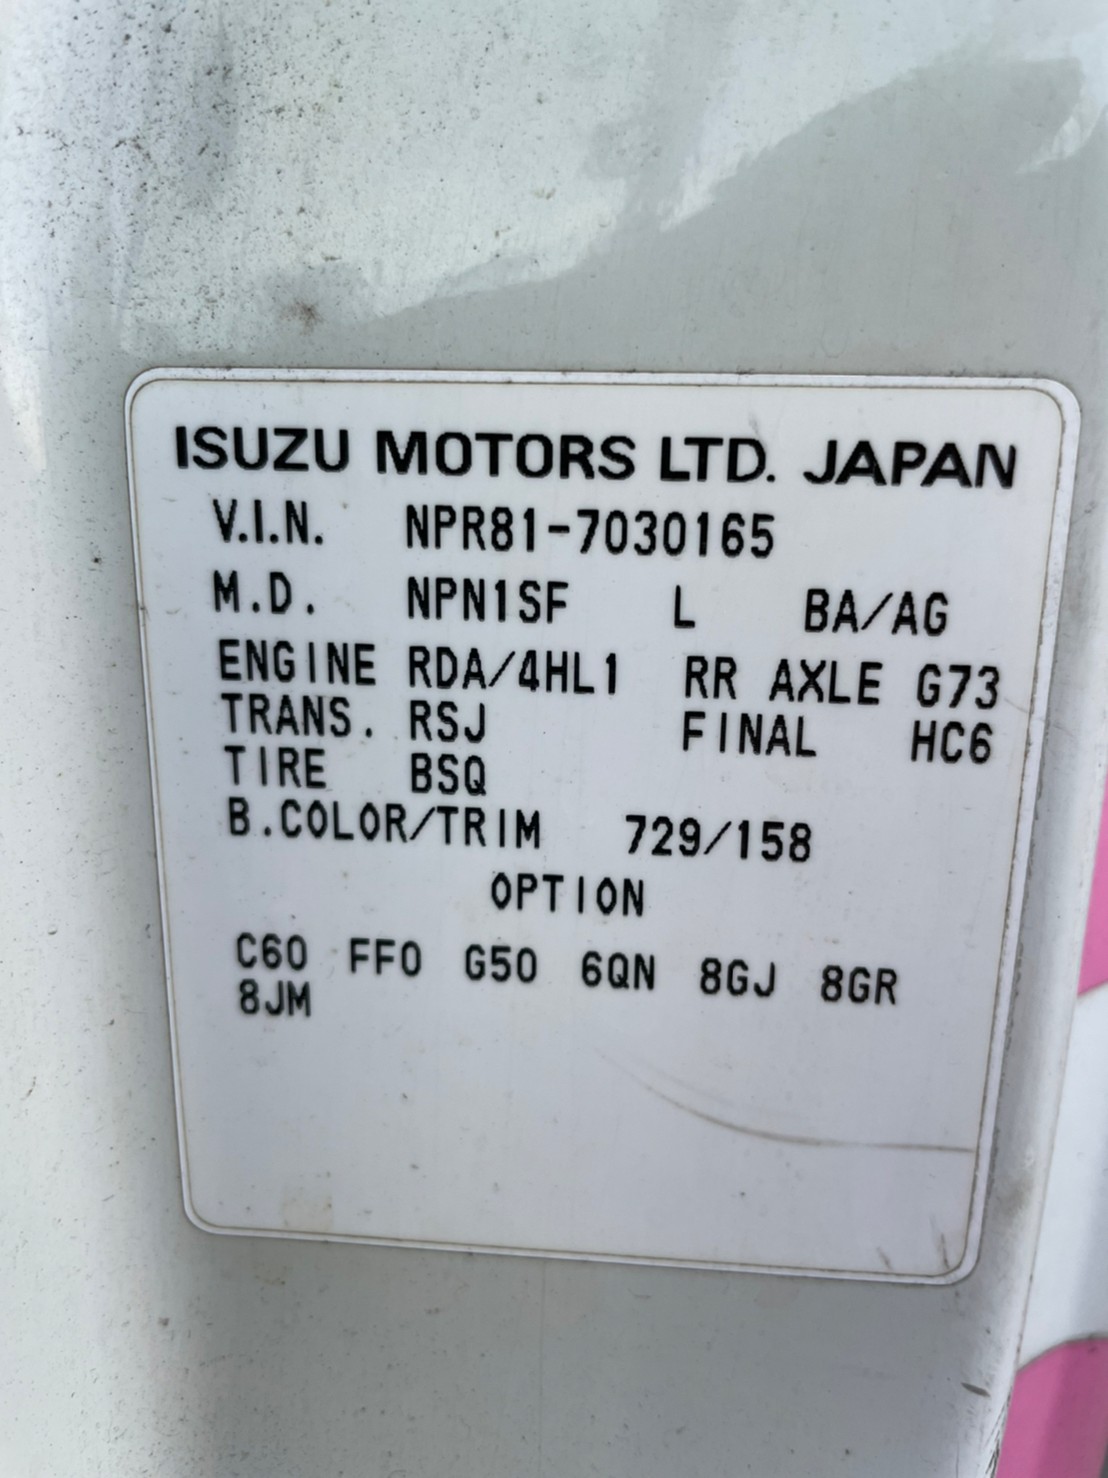 ISUZU MOTORS LTD. JAPAN
V.I.N. NPR81-7030165
M.D. NPN1SF L BA/AG
ENGINE RDA/4HL1 RR AXLE G73
TRANS. RSJ FINAL HC6
TIRE BSQ
B.COLOR/TRIM 729/158
OPTION
C60 FF0 G50 6QN 8GJ 8GR
8JM